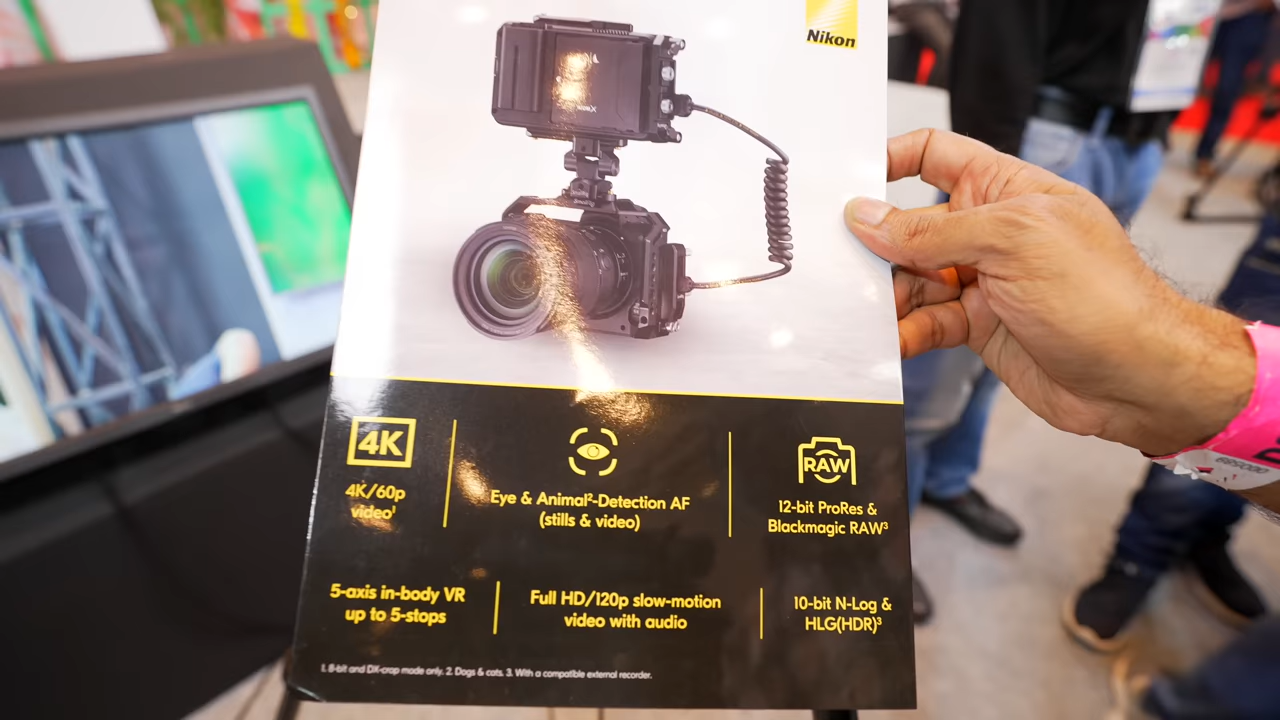 Nikon
4K
4K/60p
video¹
Eye & Animal²-Detection AF
(stills & video)
RAW
12-bit ProRes &
Blackmagic RAW³
5-axis in-body VR
up to 5-stops
Full HD/120p slow-motion
video with audio
10-bit N-Log &
HLG(HDR)³
1. 8-bit and DX-crop mode only. 2. Dogs & cats. 3. With a compatible external recorder.